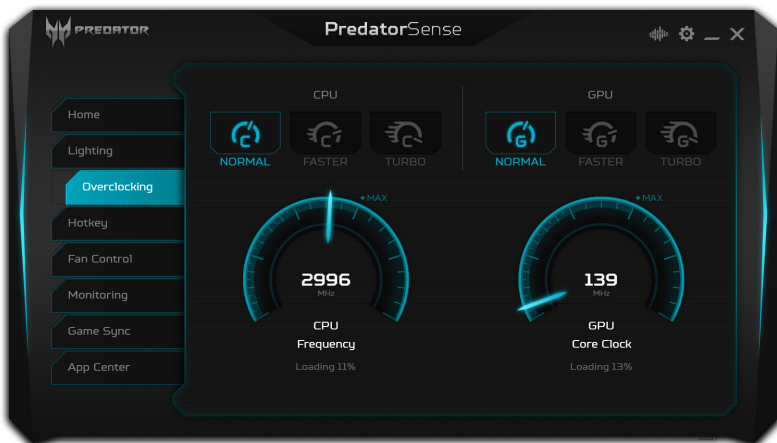 PREDATOR
PredatorSense
Home
Lighting
Overclocking
Hotkey
Fan Control
Monitoring
Game Sync
App Center
CPU
C
NORMAL
C
FASTER
C
TURBO
MAX
2996
MHz
CPU
Frequency
Loading 11%
GPU
G
NORMAL
G
FASTER
G
TURBO
MAX
139
MHz
GPU
Core Clock
Loading 13%